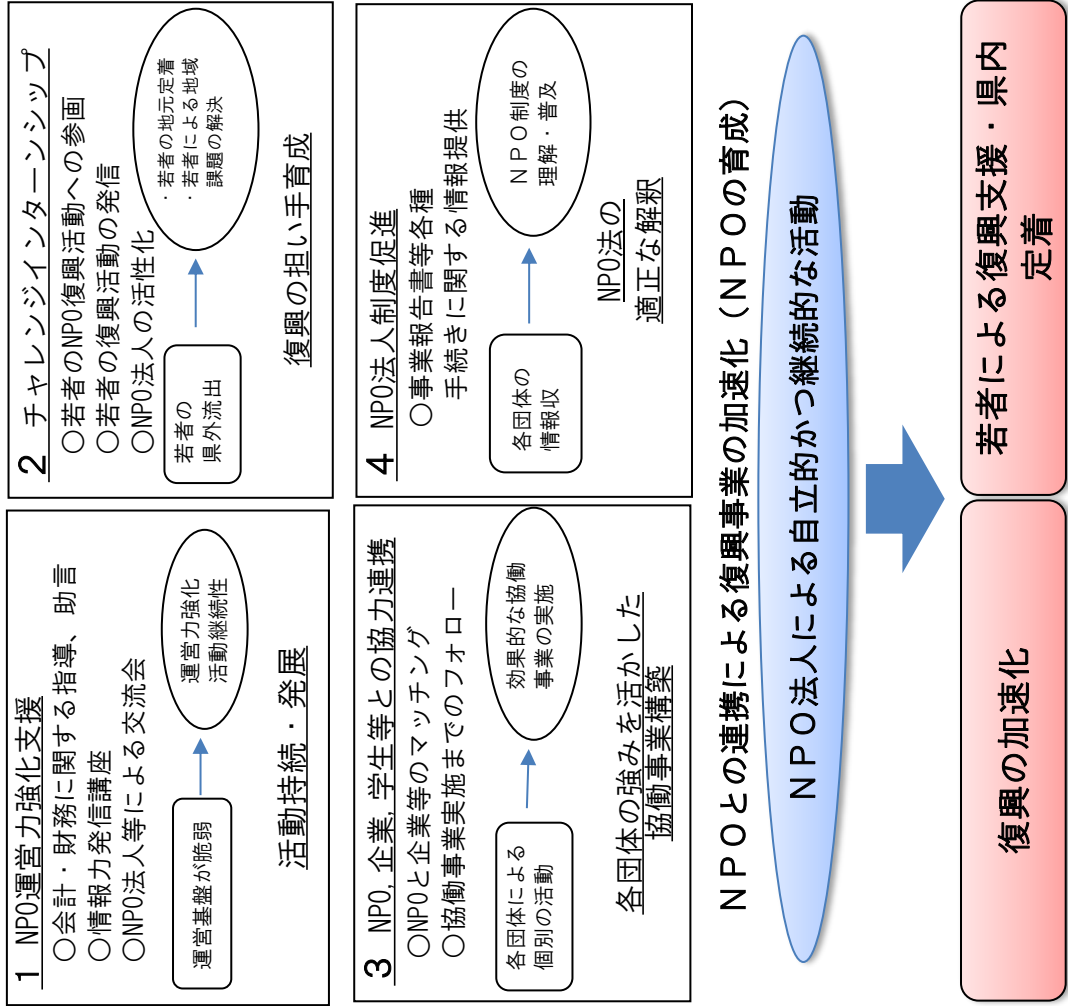 1 NPO運営力強化支援
○会計・財務に関する指導、助言
○情報力発信講座
○NPO法人等による交流会
運営基盤が脆弱
運営力強化
活動継続性
活動持続・発展
2 チャレンジインターンシップ
○若者のNPO復興活動への参画
○若者の復興活動の発信
○NPO法人の活性化
若者の
県外流出
・若者の地元定着
・若者による地域
課題の解決
復興の担い手育成
3 NPO,企業,学生等との協力連携
○NPOと企業等のマッチング
○協働事業実施までのフォロー
各団体による
個別の活動
効果的な協働
事業の実施
各団体の強みを活かした
協働事業構築
4 NPO法人制度促進
○事業報告書等各種
手続きに関する情報提供
各団体の
情報収
ＮＰＯ制度の
理解・普及
NPO法の
適正な解釈
ＮＰＯとの連携による復興事業の加速化（ＮＰＯの育成）
ＮＰＯ法人による自立的かつ継続的な活動
復興の加速化
若者による復興支援・県内
定着